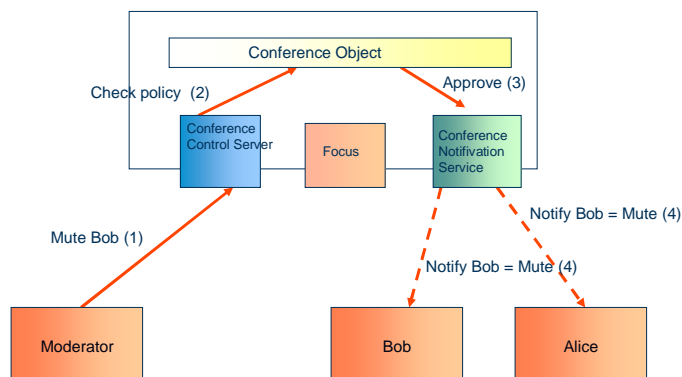 Conference Object
Check policy (2)
Approve (3)
Conference
Control Server
Focus
Conference
Notifivation
Service
Mute Bob (1)
Notify Bob = Mute (4)
Notify Bob = Mute (4)
Moderator
Bob
Alice